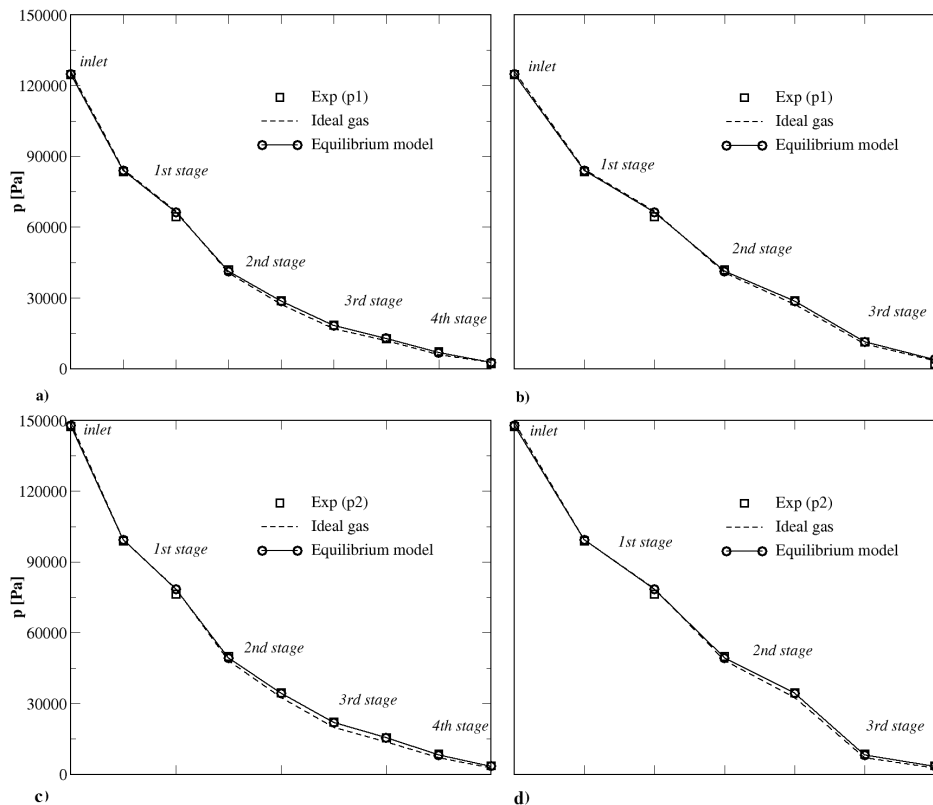 150000
120000
90000
60000
30000
0
p [Pa]
inlet
1st stage
2nd stage
3rd stage
4th stage
Exp (p1)
Ideal gas
Equilibrium model
a)
inlet
1st stage
2nd stage
3rd stage
Exp (p1)
Ideal gas
Equilibrium model
b)
150000
120000
90000
60000
30000
0
p [Pa]
inlet
1st stage
2nd stage
3rd stage
4th stage
Exp (p2)
Ideal gas
Equilibrium model
c)
inlet
1st stage
2nd stage
3rd stage
Exp (p2)
Ideal gas
Equilibrium model
d)